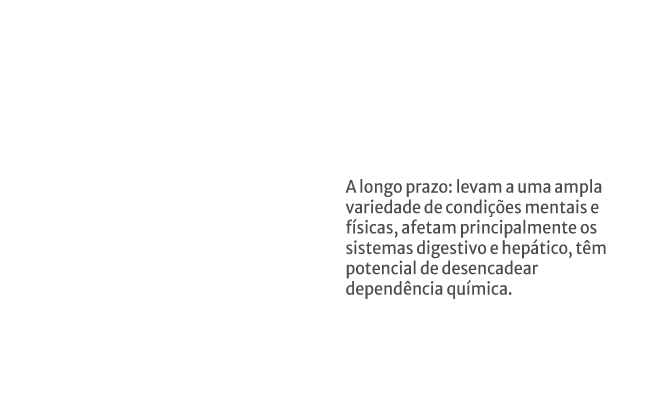 A longo prazo: levam a uma ampla
variedade de condições mentais e
físicas, afetam principalmente os
sistemas digestivo e hepático, têm
potencial de desencadear
dependência química.